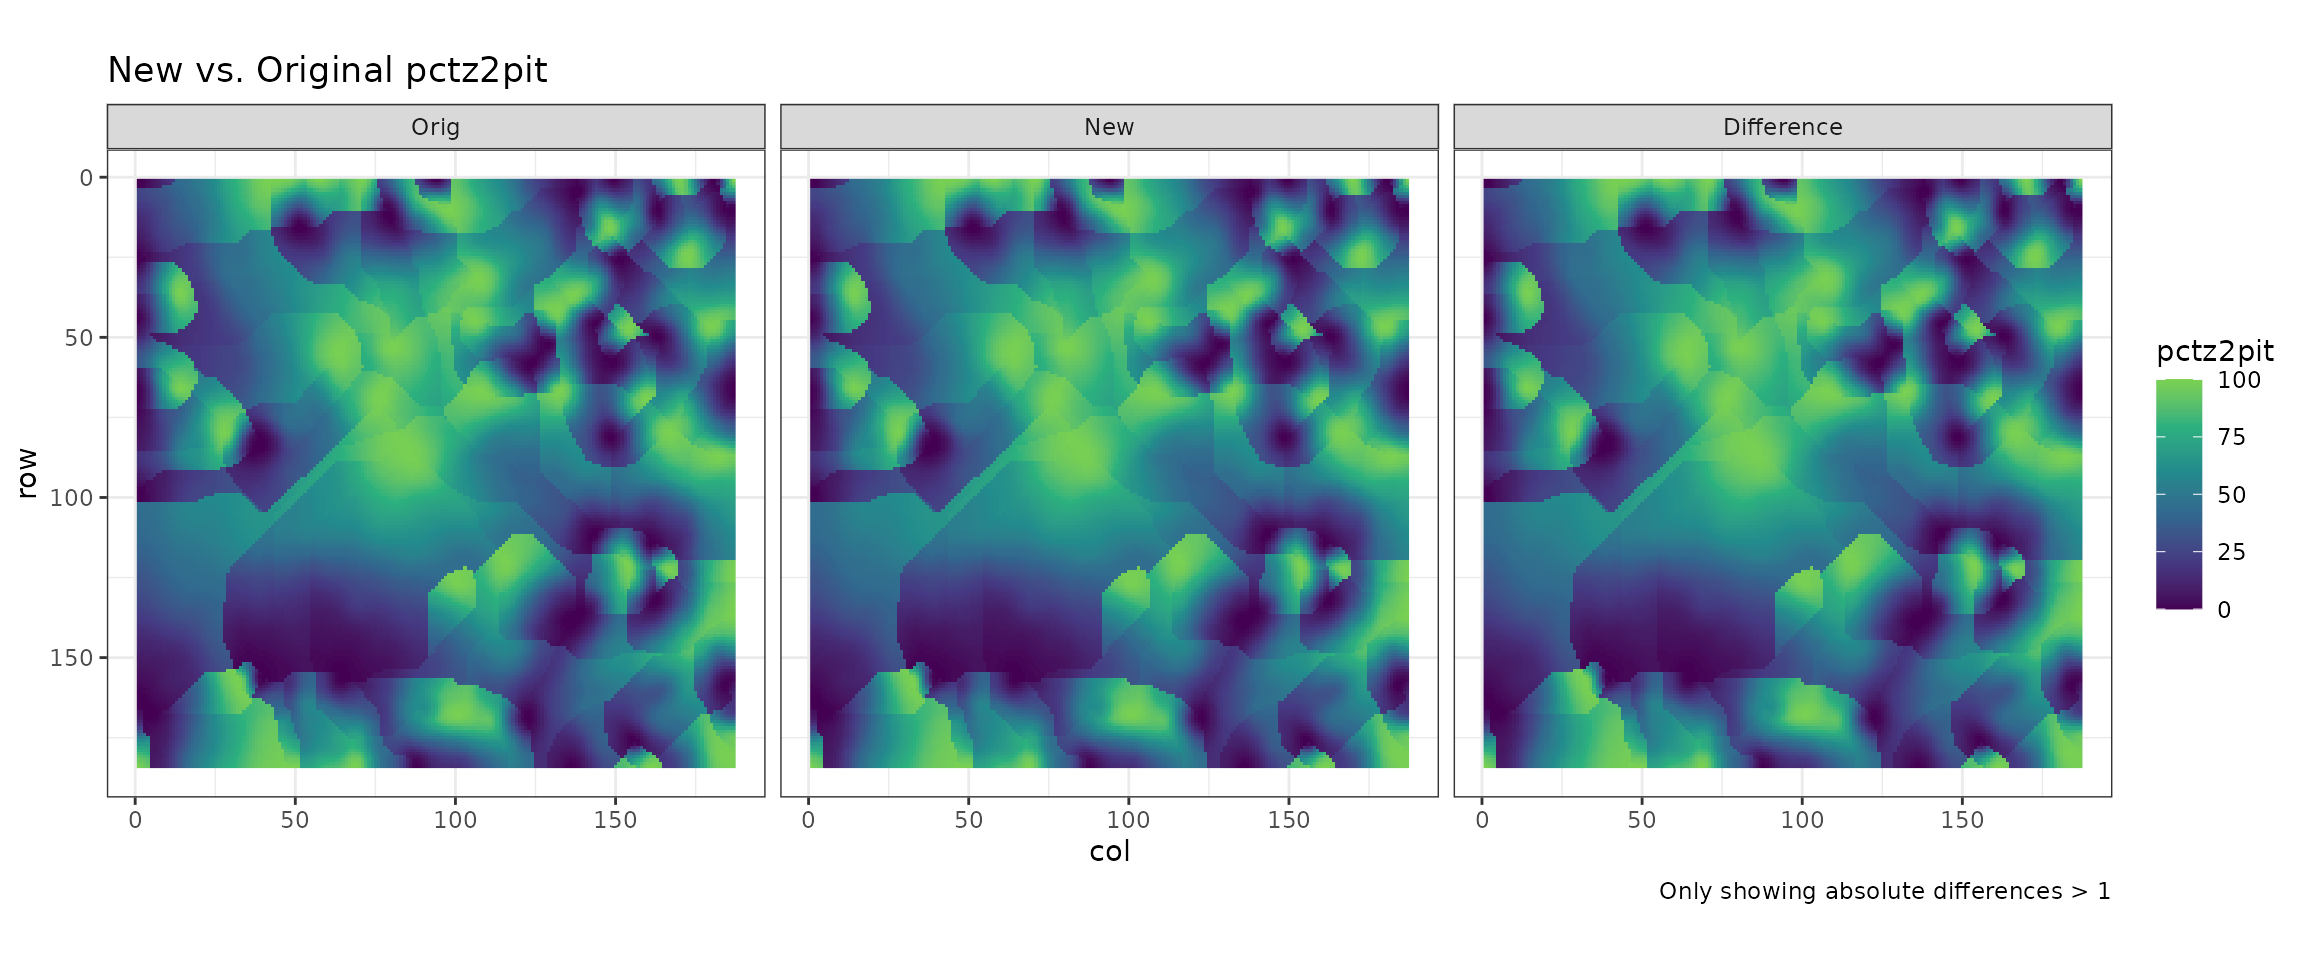 New vs. Original pctz2pit
Orig New Difference
0
50
100
150
row
0 50 100 150 0 50 100 150 0 50 100 150
col
pctz2pit
100
75
50
25
0
Only showing absolute differences > 1